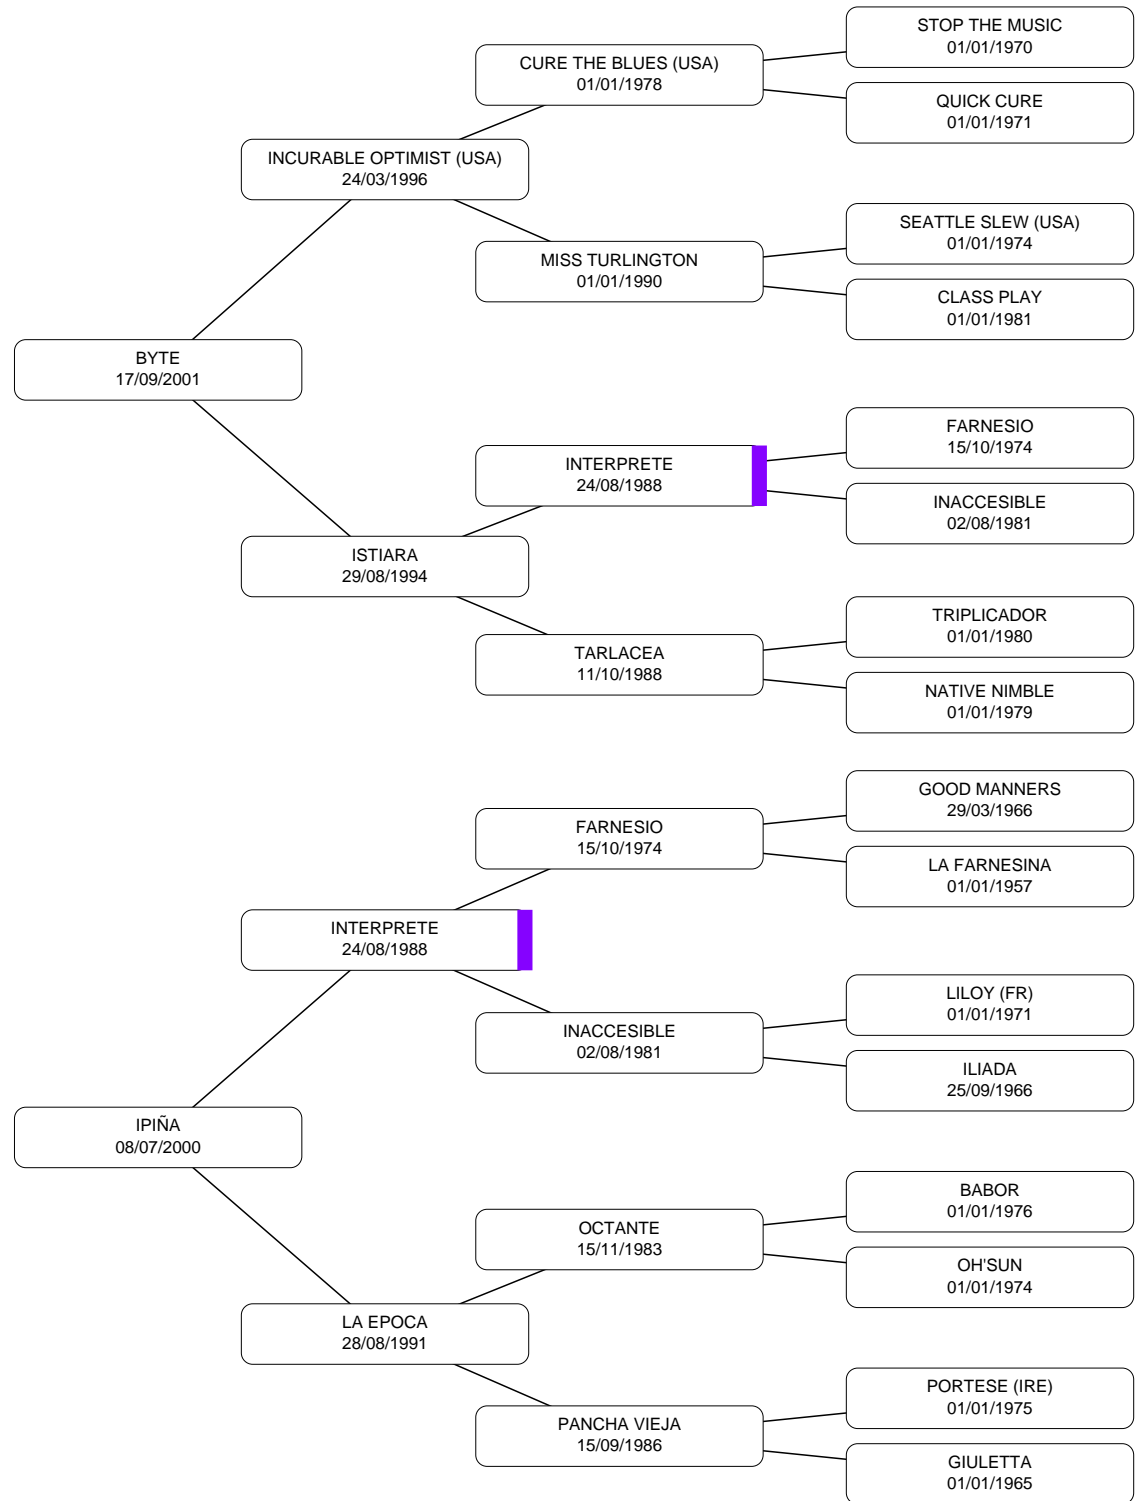 STOP THE MUSIC
01/01/1970
CURE THE BLUES (USA)
01/01/1978
QUICK CURE
01/01/1971
INCURABLE OPTIMIST (USA)
24/03/1996
SEATTLE SLEW (USA)
01/01/1974
MISS TURLINGTON
01/01/1990
CLASS PLAY
01/01/1981
BYTE
17/09/2001
FARNESIO
15/10/1974
INTERPRETE
24/08/1988
INACCESIBLE
02/08/1981
ISTIARA
29/08/1994
TRIPLICADOR
01/01/1980
TARLACEA
11/10/1988
NATIVE NIMBLE
01/01/1979
GOOD MANNERS
29/03/1966
FARNESIO
15/10/1974
LA FARNESINA
01/01/1957
INTERPRETE
24/08/1988
LILOY (FR)
01/01/1971
INACCESIBLE
02/08/1981
ILIADA
25/09/1966
IPIÑA
08/07/2000
BABOR
01/01/1976
OCTANTE
15/11/1983
OH'SUN
01/01/1974
LA EPOCA
28/08/1991
PORTESE (IRE)
01/01/1975
PANCHA VIEJA
15/09/1986
GIULETTA
01/01/1965